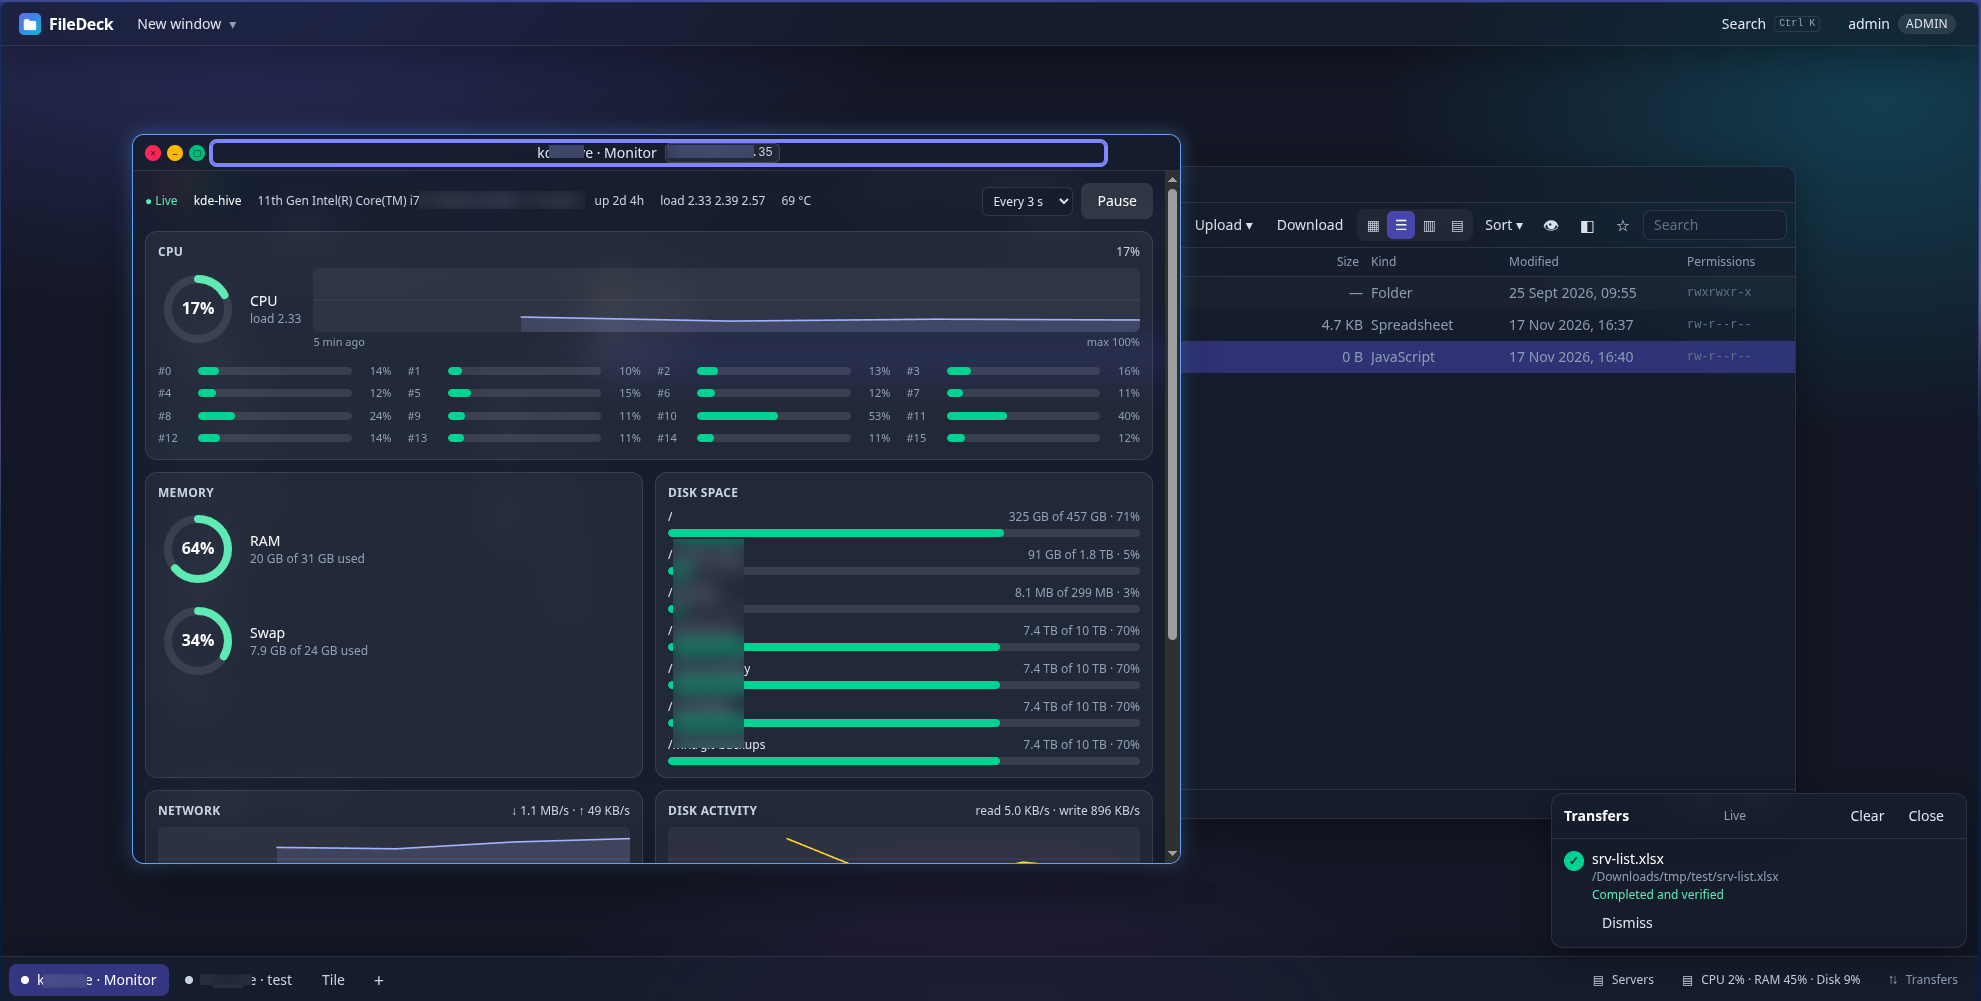 FileDeck New window ▾ Search Ctrl K admin ADMIN
· Monitor .35
● Live kde-hive 11th Gen Intel(R) Core(TM) i7 up 2d 4h load 2.33 2.39 2.57 69 °C Every 3 s Pause
CPU 17%
17% CPU
load 2.33
5 min ago max 100%
#0 14% #1 10% #2 13% #3 16%
#4 12% #5 15% #6 12% #7 11%
#8 24% #9 11% #10 53% #11 40%
#12 14% #13 11% #14 11% #15 12%
MEMORY
64% RAM
20 GB of 31 GB used
34% Swap
7.9 GB of 24 GB used
DISK SPACE
/ 325 GB of 457 GB · 71%
/ 91 GB of 1.8 TB · 5%
/ 8.1 MB of 299 MB · 3%
/ 7.4 TB of 10 TB · 70%
/ y 7.4 TB of 10 TB · 70%
/ 7.4 TB of 10 TB · 70%
/ 7.4 TB of 10 TB · 70%
NETWORK ↓ 1.1 MB/s · ↑ 49 KB/s
DISK ACTIVITY read 5.0 KB/s · write 896 KB/s
Upload ▾ Download Sort ▾ Search
Size Kind Modified Permissions
— Folder 25 Sept 2026, 09:55 rwxrwxr-x
4.7 KB Spreadsheet 17 Nov 2026, 16:37 rw-r--r--
0 B JavaScript 17 Nov 2026, 16:40 rw-r--r--
Transfers Live Clear Close
srv-list.xlsx
/Downloads/tmp/test/srv-list.xlsx
Completed and verified
Dismiss
· Monitor · test Tile + Servers CPU 2% · RAM 45% · Disk 9% Transfers